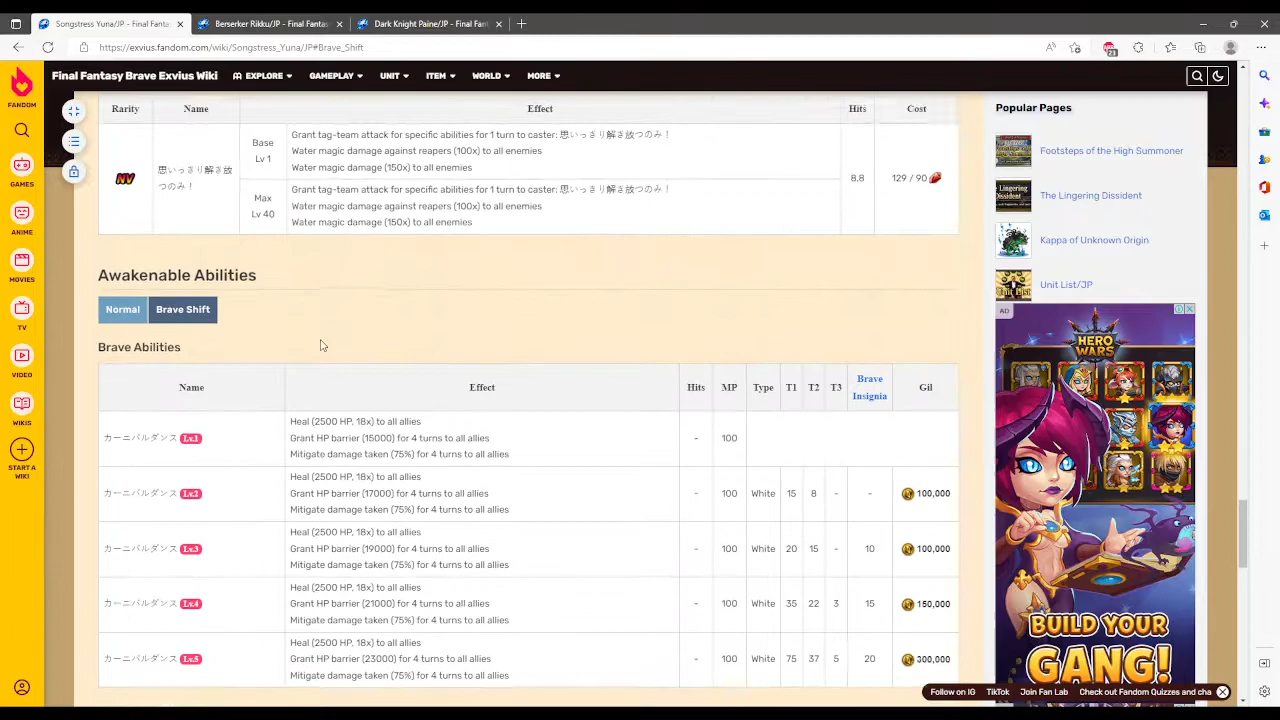 Songstress Yuna/JP - Final Fanta
Berserker Rikku/JP - Final Fantas
Dark Knight Paine/JP - Final Fant
https://exvius.fandom.com/wiki/Songstress_Yuna/JP#Brave_Shift
23
FANDOM
GAMES
ANIME
MOVIES
TV
VIDEO
WIKIS
START A
WIKI
Final Fantasy Brave Exvius Wiki
EXPLORE
GAMEPLAY
UNIT
ITEM
WORLD
MORE
Rarity Name Effect Hits Cost
NV
思いっきり解き放
つのみ！
Base
Lv 1
Grant tag-team attack for specific abilities for 1 turn to caster: 思いっきり解き放つのみ！
Water magic damage against reapers (100x) to all enemies
Water magic damage (150x) to all enemies
Max
Lv 40
Grant tag-team attack for specific abilities for 1 turn to caster: 思いっきり解き放つのみ！
Water magic damage against reapers (100x) to all enemies
Water magic damage (150x) to all enemies
8,8
129 / 90
Awakenable Abilities
Normal
Brave Shift
Brave Abilities
Name Effect Hits MP Type T1 T2 T3 Brave Insignia Gil
カーニバルダンス Lv.1
Heal (2500 HP, 18x) to all allies
Grant HP barrier (15000) for 4 turns to all allies
Mitigate damage taken (75%) for 4 turns to all allies
- 100
カーニバルダンス Lv.2
Heal (2500 HP, 18x) to all allies
Grant HP barrier (17000) for 4 turns to all allies
Mitigate damage taken (75%) for 4 turns to all allies
- 100 White 15 8 - - 100,000
カーニバルダンス Lv.3
Heal (2500 HP, 18x) to all allies
Grant HP barrier (19000) for 4 turns to all allies
Mitigate damage taken (75%) for 4 turns to all allies
- 100 White 20 15 - 10 100,000
カーニバルダンス Lv.4
Heal (2500 HP, 18x) to all allies
Grant HP barrier (21000) for 4 turns to all allies
Mitigate damage taken (75%) for 4 turns to all allies
- 100 White 35 22 3 15 150,000
カーニバルダンス Lv.5
Heal (2500 HP, 18x) to all allies
Grant HP barrier (23000) for 4 turns to all allies
Mitigate damage taken (75%) for 4 turns to all allies
- 100 White 75 37 5 20 300,000
Popular Pages
Footsteps of the High Summoner
The Lingering Dissident
Kappa of Unknown Origin
Unit List/JP
AD
HERO
WARS
BUILD YOUR
GANG!
Follow on IG
TikTok
Join Fan Lab
Check out Fandom Quizzes and cha